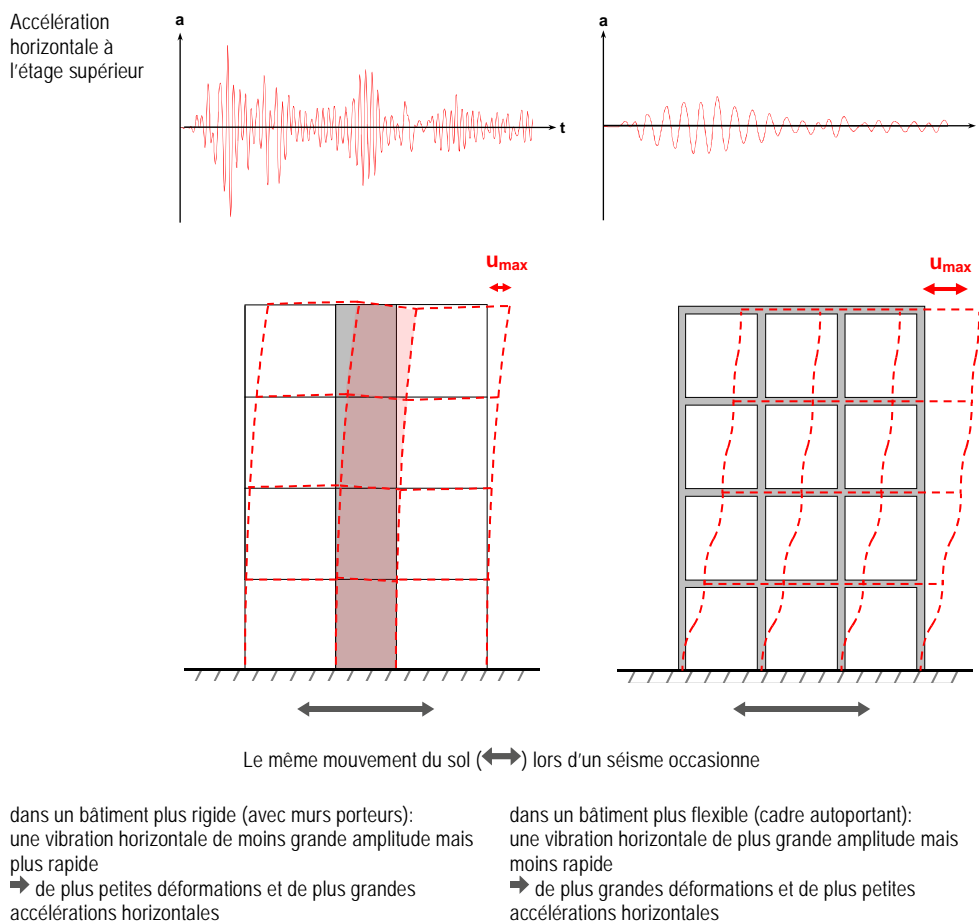 Accélération
horizontale à
l'étage supérieur
a
t
a
t
umax
umax
Le même mouvement du sol (⬌) lors d'un séisme occasionne
dans un bâtiment plus rigide (avec murs porteurs):
une vibration horizontale de moins grande amplitude mais
plus rapide
➔ de plus petites déformations et de plus grandes
accélérations horizontales
dans un bâtiment plus flexible (cadre autoportant):
une vibration horizontale de plus grande amplitude mais
moins rapide
➔ de plus grandes déformations et de plus petites
accélérations horizontales